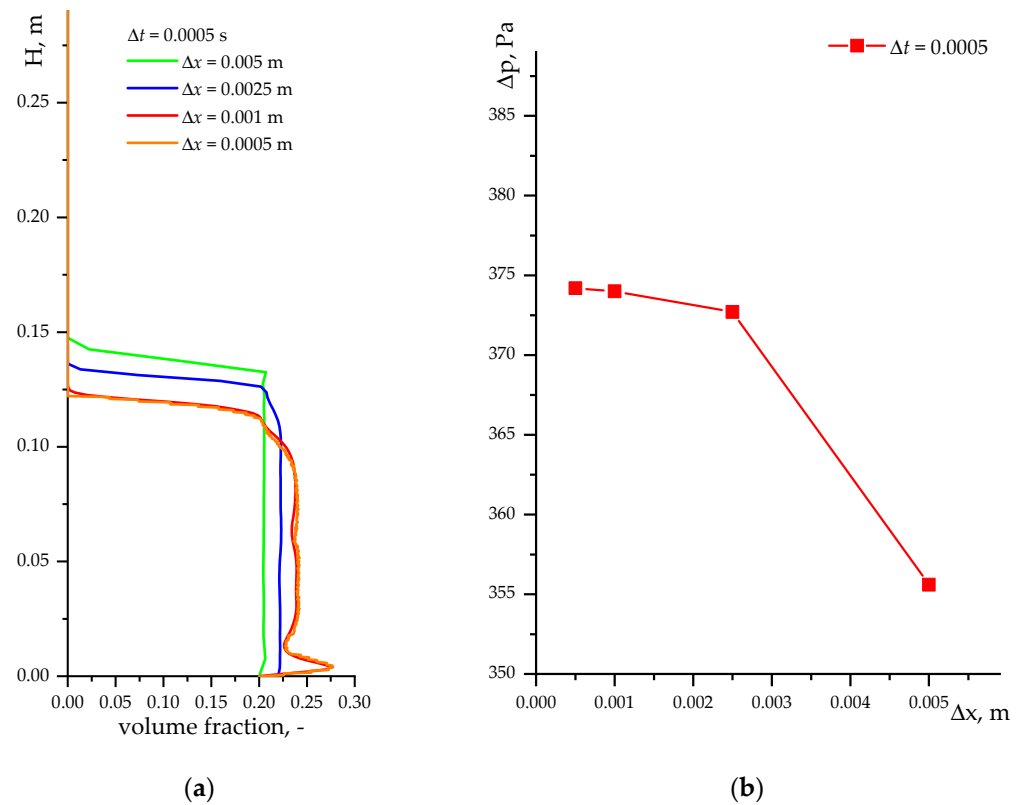 H, m
Δt = 0.0005 s
Δx = 0.005 m
Δx = 0.0025 m
Δx = 0.001 m
Δx = 0.0005 m
0.25
0.20
0.15
0.10
0.05
0.00
0.00 0.05 0.10 0.15 0.20 0.25 0.30
volume fraction, -
(a)
Δp, Pa
Δt = 0.0005
385
380
375
370
365
360
355
350
0.000 0.001 0.002 0.003 0.004 0.005
Δx, m
(b)